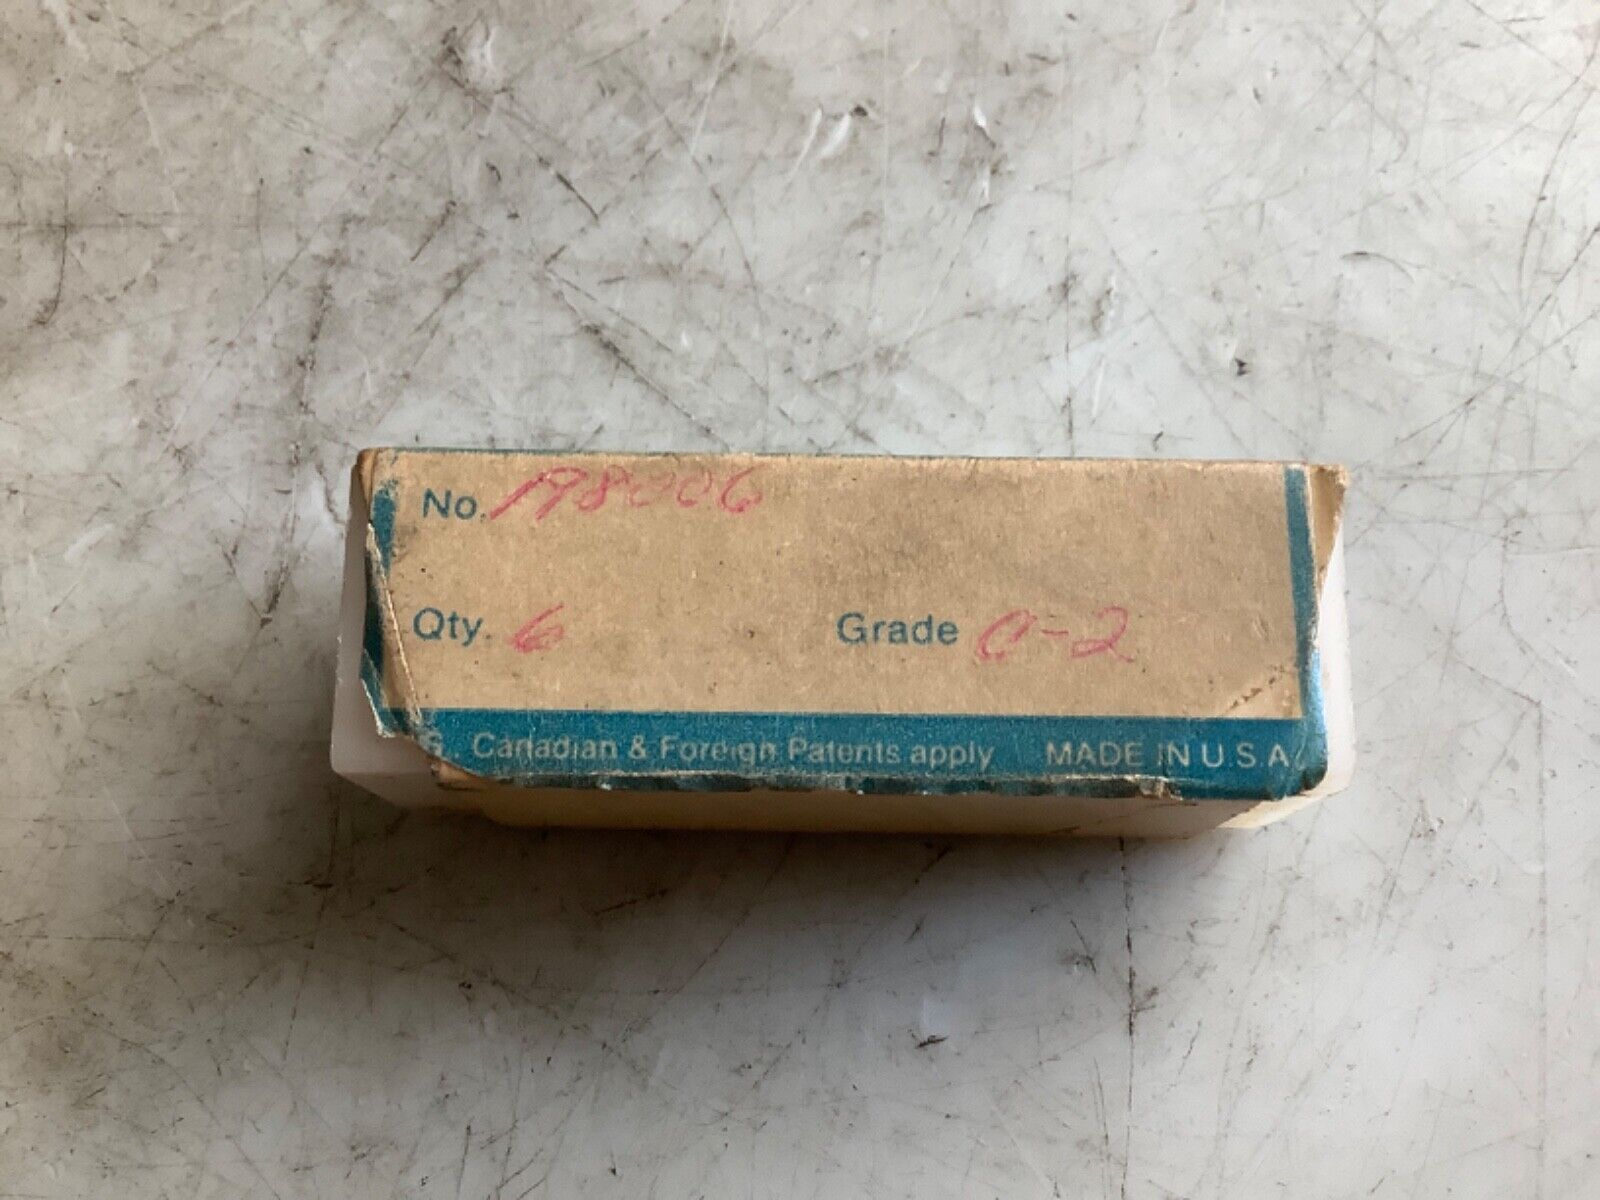 No. 198006
Qty. 6 Grade C-2
S. Canadian & Foreign Patents apply MADE IN U.S.A.